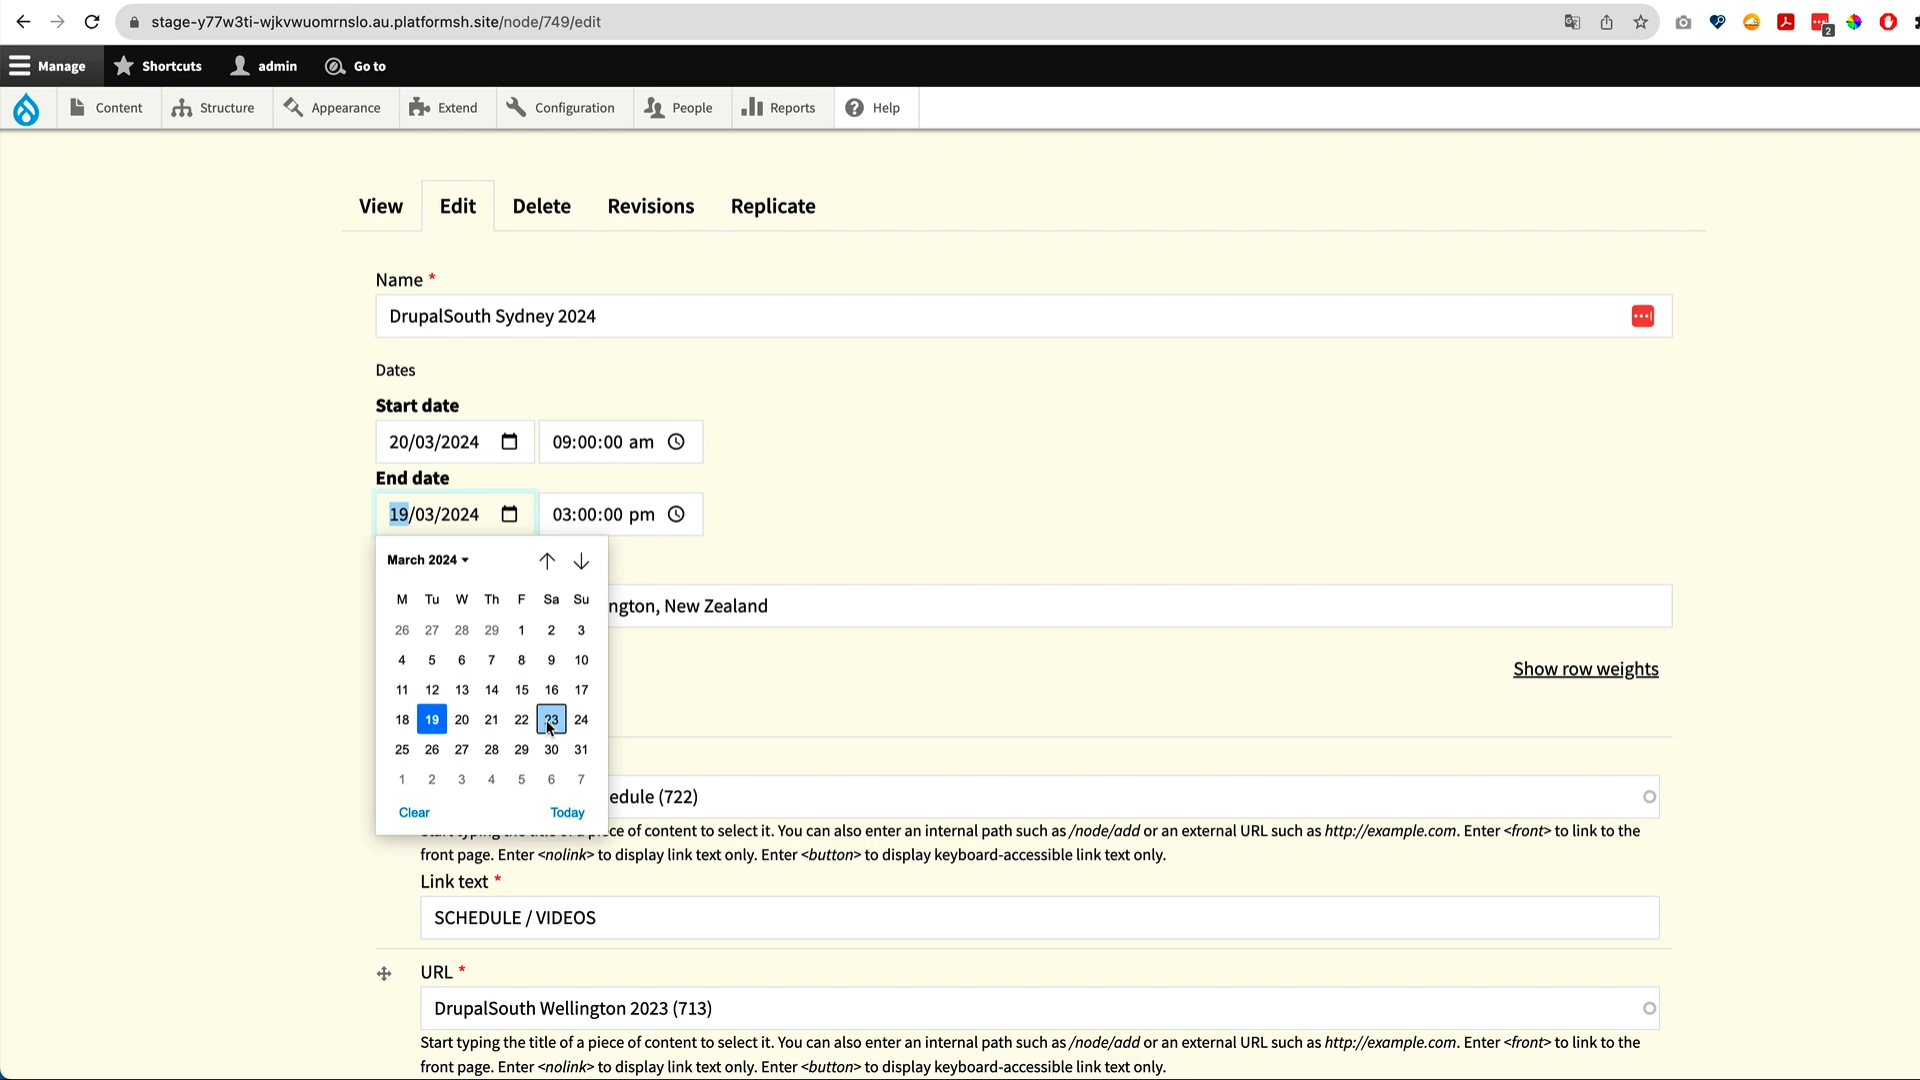 stage-y77w3ti-wjkvwuomrnslo.au.platformsh.site/node/749/edit
2
Manage Shortcuts admin Go to
Content Structure Appearance Extend Configuration People Reports Help
View Edit Delete Revisions Replicate
Name *
DrupalSouth Sydney 2024
Dates
Start date
20/03/2024 09:00:00 am
End date
19/03/2024 03:00:00 pm
March 2024
M Tu W Th F Sa Su
26 27 28 29 1 2 3
4 5 6 7 8 9 10
11 12 13 14 15 16 17
18 19 20 21 22 23 24
25 26 27 28 29 30 31
1 2 3 4 5 6 7
Clear Today
ngton, New Zealand
Show row weights
edule (722)
Start typing the title of a piece of content to select it. You can also enter an internal path such as /node/add or an external URL such as http://example.com. Enter <front> to link to the
front page. Enter <nolink> to display link text only. Enter <button> to display keyboard-accessible link text only.
Link text *
SCHEDULE / VIDEOS
URL *
DrupalSouth Wellington 2023 (713)
Start typing the title of a piece of content to select it. You can also enter an internal path such as /node/add or an external URL such as http://example.com. Enter <front> to link to the
front page. Enter <nolink> to display link text only. Enter <button> to display keyboard-accessible link text only.